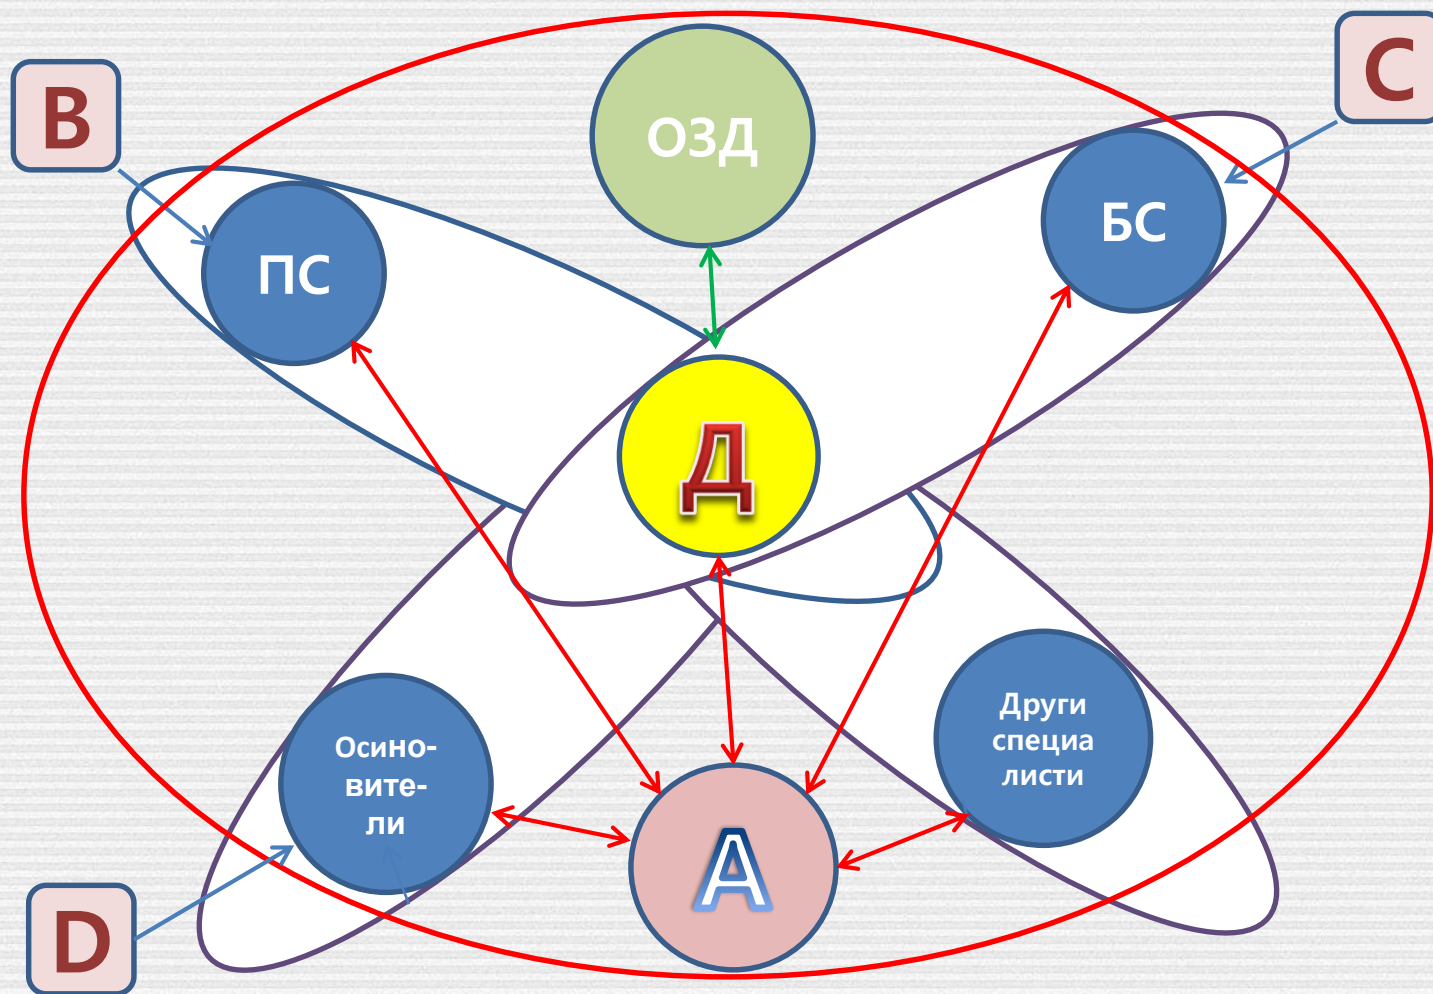 B
ОЗД
C
ПС
БС
Д
Осино-
вите-
ли
Други
специа
листи
А
D